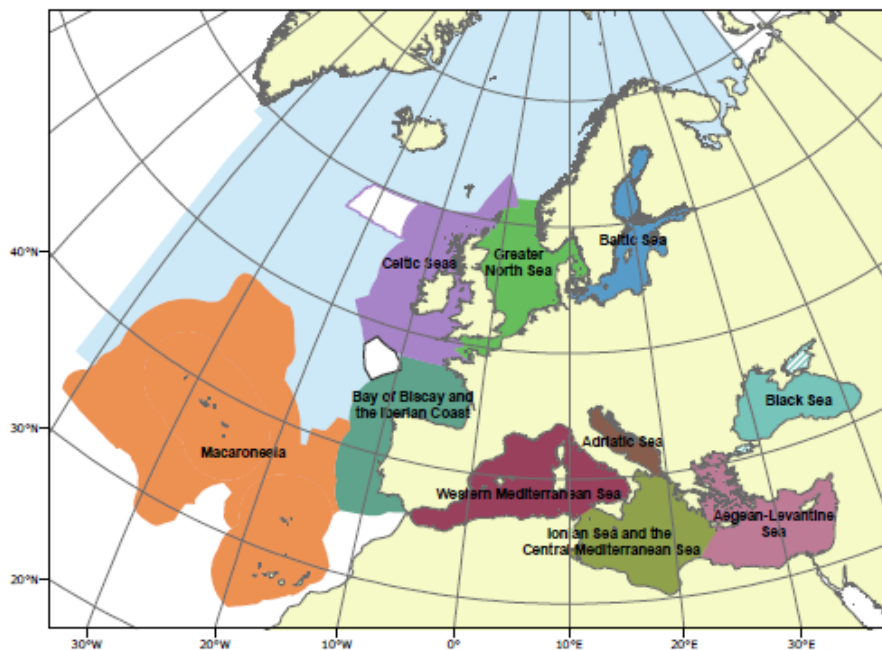 40°N
30°N
20°N
30°W
20°W
10°W
0°
10°E
20°E
30°E
Celtic Seas
Greater
North Sea
Baltic Sea
Bay of Biscay and
the Iberian Coast
Black Sea
Macaronesia
Adriatic Sea
Western Mediterranean Sea
Ionian Sea and the
Central Mediterranean Sea
Aegean-Levantine
Sea